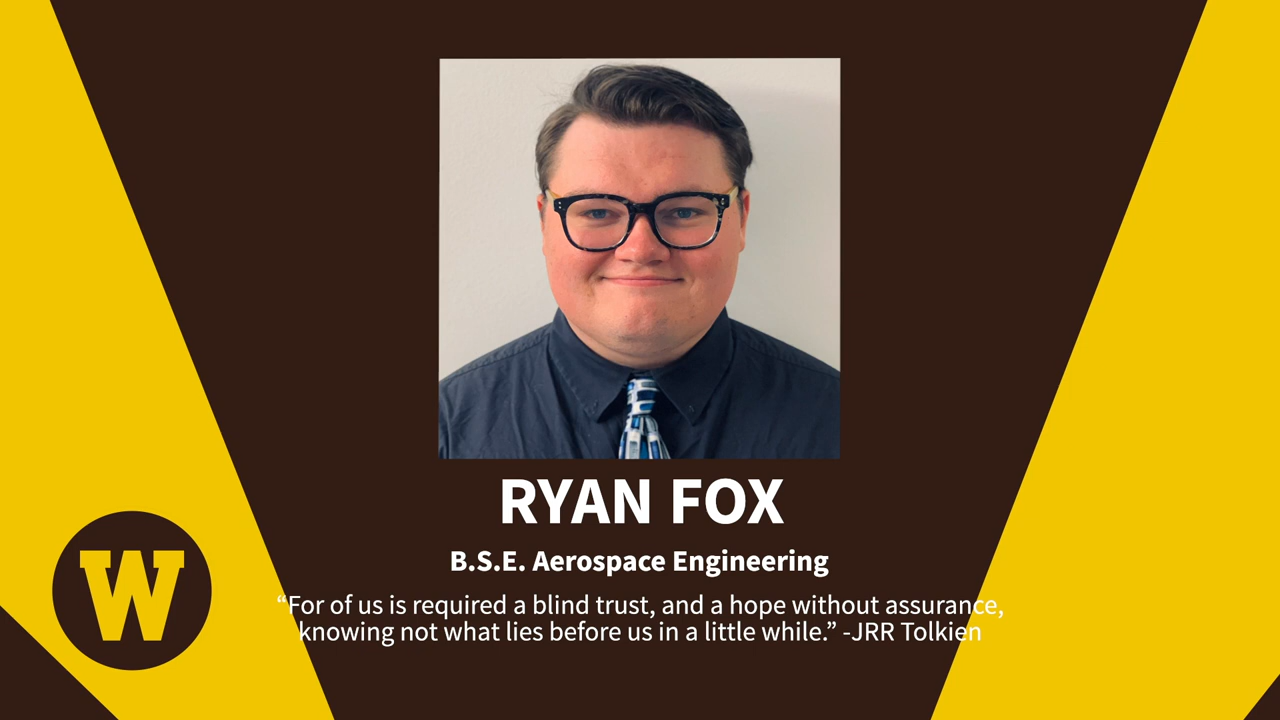 RYAN FOX
B.S.E. Aerospace Engineering
“For of us is required a blind trust, and a hope without assurance,
knowing not what lies before us in a little while.” -JRR Tolkien
W